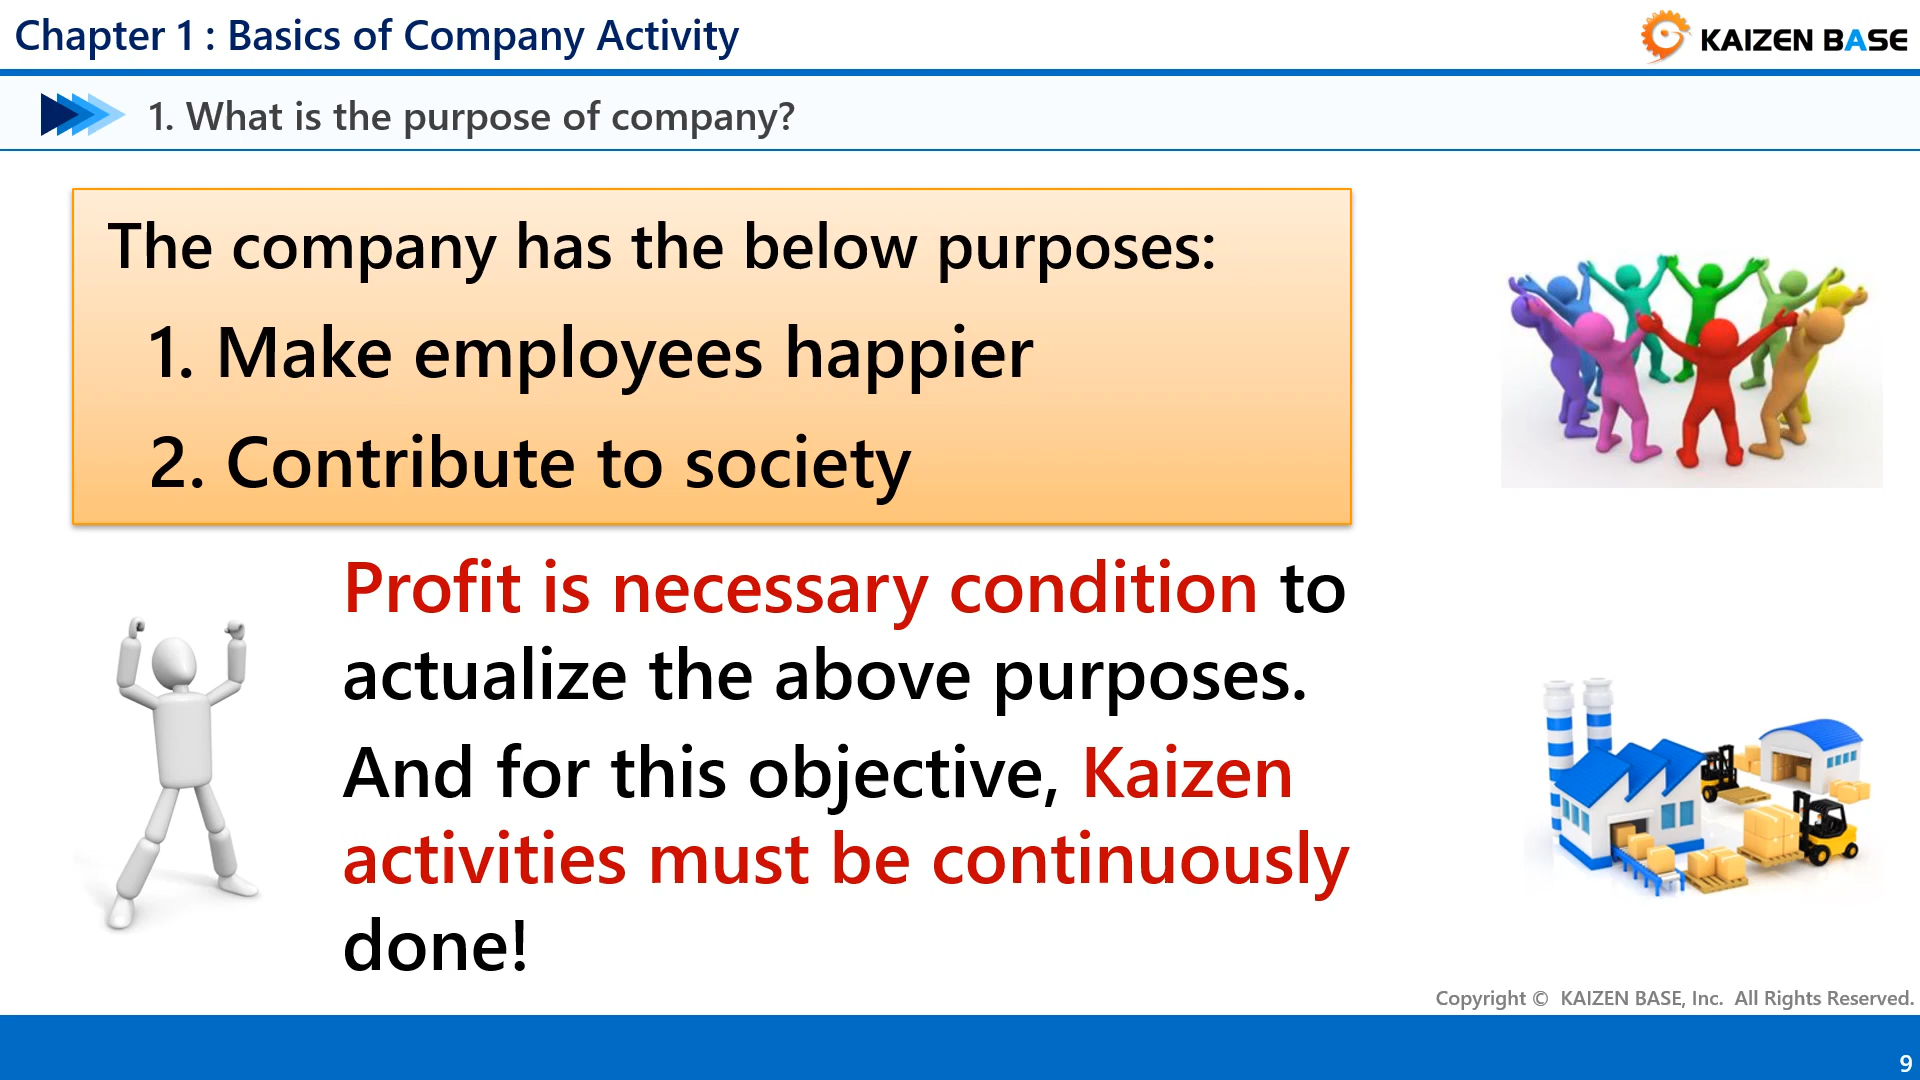 Chapter 1 : Basics of Company Activity
KAIZEN BASE
1. What is the purpose of company?
The company has the below purposes:
1. Make employees happier
2. Contribute to society
Profit is necessary condition to
actualize the above purposes.
And for this objective, Kaizen
activities must be continuously
done!
Copyright © KAIZEN BASE, Inc. All Rights Reserved.
9